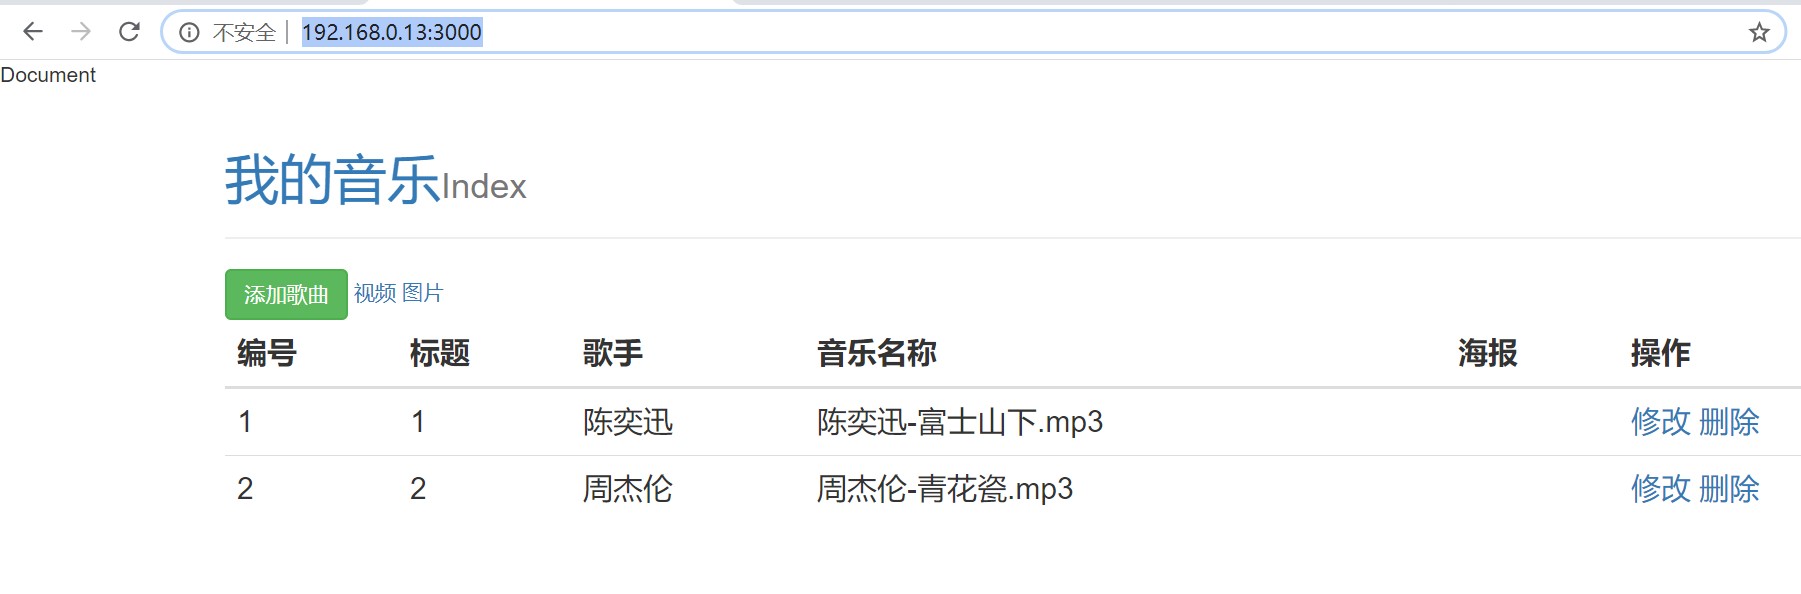 不安全 192.168.0.13:3000
Document
我的音乐Index
添加歌曲 视频 图片
编号 标题 歌手 音乐名称 海报 操作
1 1 陈奕迅 陈奕迅-富士山下.mp3 修改 删除
2 2 周杰伦 周杰伦-青花瓷.mp3 修改 删除